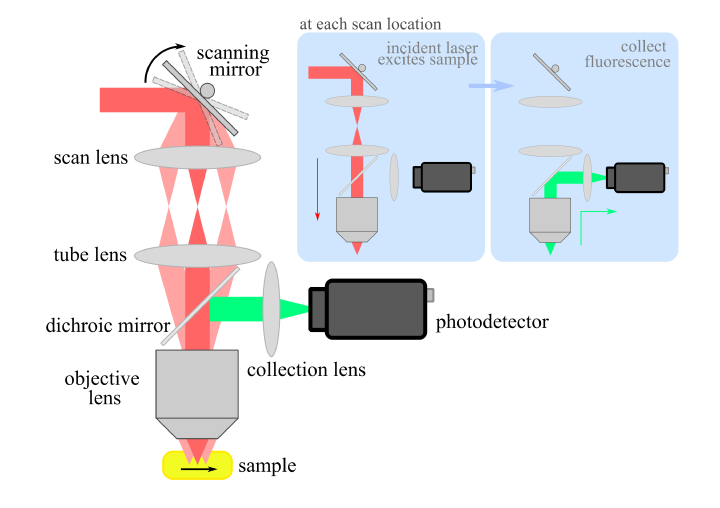 at each scan location
scanning
mirror
incident laser
excites sample
collect
fluorescence
scan lens
tube lens
dichroic mirror
photodetector
collection lens
objective
lens
sample